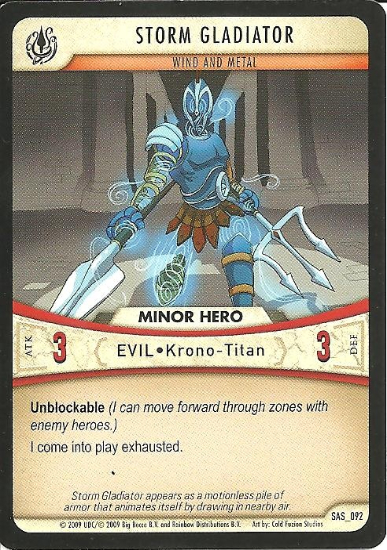 STORM GLADIATOR
WIND AND METAL
MINOR HERO
ATK 3 EVIL•Krono-Titan 3 DEF
Unblockable (I can move forward through zones with
enemy heroes.)
I come into play exhausted.
Storm Gladiator appears as a motionless pile of
armor that animates itself by drawing in nearby air.
© 2009 UDC/© 2009 Big Bocca B.V. and Rainbow Distributions B.V. Art by: Cold Fusion Studios
SAS_092